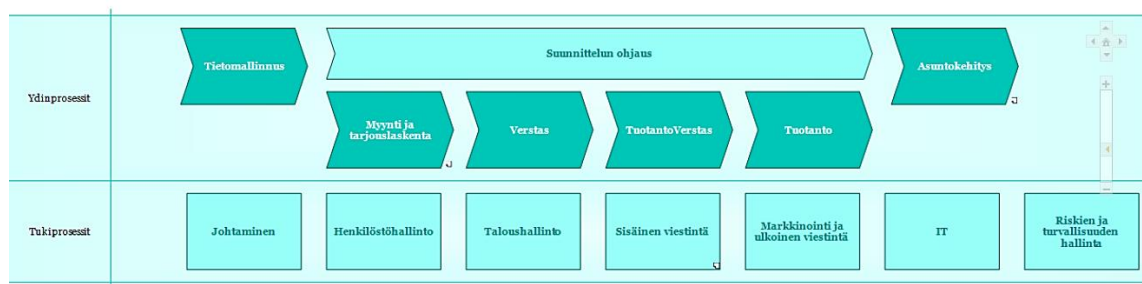 Ydinprosessit
Tietomallinnus
Suunnittelun ohjaus
Asuntokehitys
Myynti ja
tarjouslaskenta
Verstas
TuotantoVerstas
Tuotanto
Tukiprosessit
Johtaminen
Henkilöstöhallinto
Taloushallinto
Sisäinen viestintä
Markkinointi ja
ulkoinen viestintä
IT
Riskien ja
turvallisuuden
hallinta